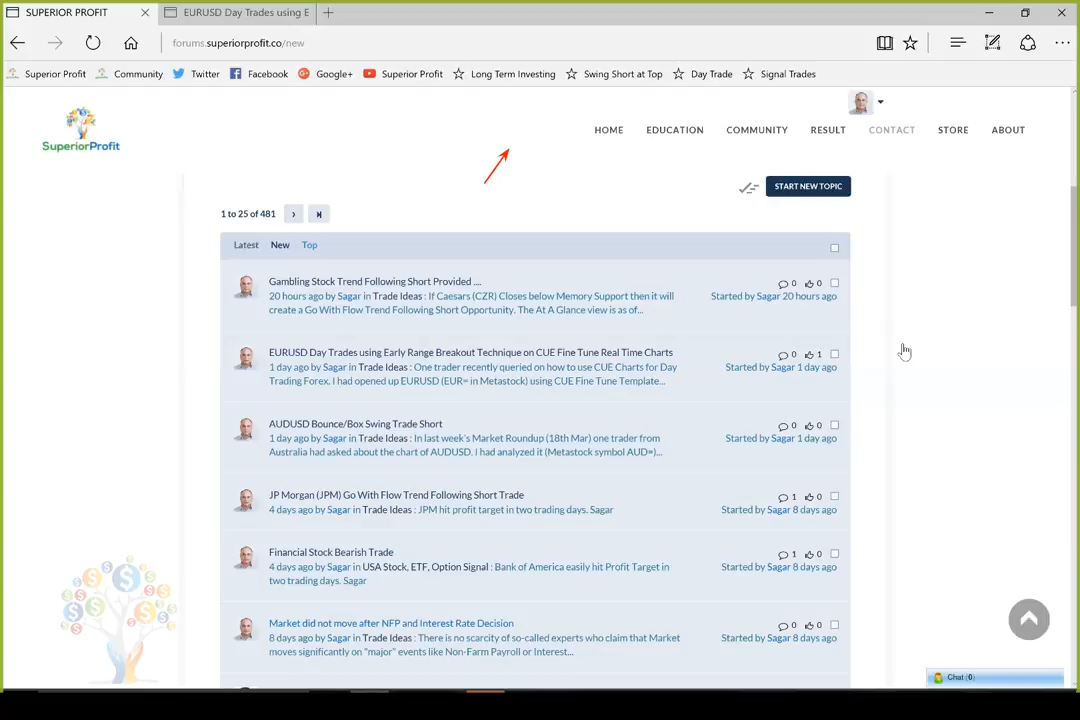 SUPERIOR PROFIT
EURUSD Day Trades using E
forums.superiorprofit.co/new
Superior Profit
Community
Twitter
Facebook
Google+
Superior Profit
Long Term Investing
Swing Short at Top
Day Trade
Signal Trades
SuperiorProfit
HOME
EDUCATION
COMMUNITY
RESULT
CONTACT
STORE
ABOUT
START NEW TOPIC
1 to 25 of 481
Latest New Top
Gambling Stock Trend Following Short Provided ....
0 0
20 hours ago by Sagar in Trade Ideas : If Caesars (CZR) Closes below Memory Support then it will
Started by Sagar 20 hours ago
create a Go With Flow Trend Following Short Opportunity. The At A Glance view is as of...
EURUSD Day Trades using Early Range Breakout Technique on CUE Fine Tune Real Time Charts
0 1
1 day ago by Sagar in Trade Ideas : One trader recently queried on how to use CUE Charts for Day
Started by Sagar 1 day ago
Trading Forex. I had opened up EURUSD (EUR= in Metastock) using CUE Fine Tune Template...
AUDUSD Bounce/Box Swing Trade Short
0 0
1 day ago by Sagar in Trade Ideas : In last week's Market Roundup (18th Mar) one trader from
Started by Sagar 1 day ago
Australia had asked about the chart of AUDUSD. I had analyzed it (Metastock symbol AUD=)...
JP Morgan (JPM) Go With Flow Trend Following Short Trade
1 0
4 days ago by Sagar in Trade Ideas : JPM hit profit target in two trading days. Sagar
Started by Sagar 8 days ago
Financial Stock Bearish Trade
1 0
4 days ago by Sagar in USA Stock, ETF, Option Signal : Bank of America easily hit Profit Target in
Started by Sagar 8 days ago
two trading days. Sagar
Market did not move after NFP and Interest Rate Decision
0 0
8 days ago by Sagar in Trade Ideas : There is no scarcity of so-called experts who claim that Market
Started by Sagar 8 days ago
moves significantly on "major" events like Non-Farm Payroll or Interest...
Chat (0)